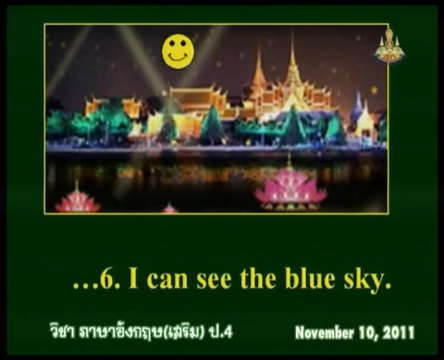 ...6. I can see the blue sky.
วิชา ภาษาอังกฤษ(เสริม) ป.4
November 10, 2011